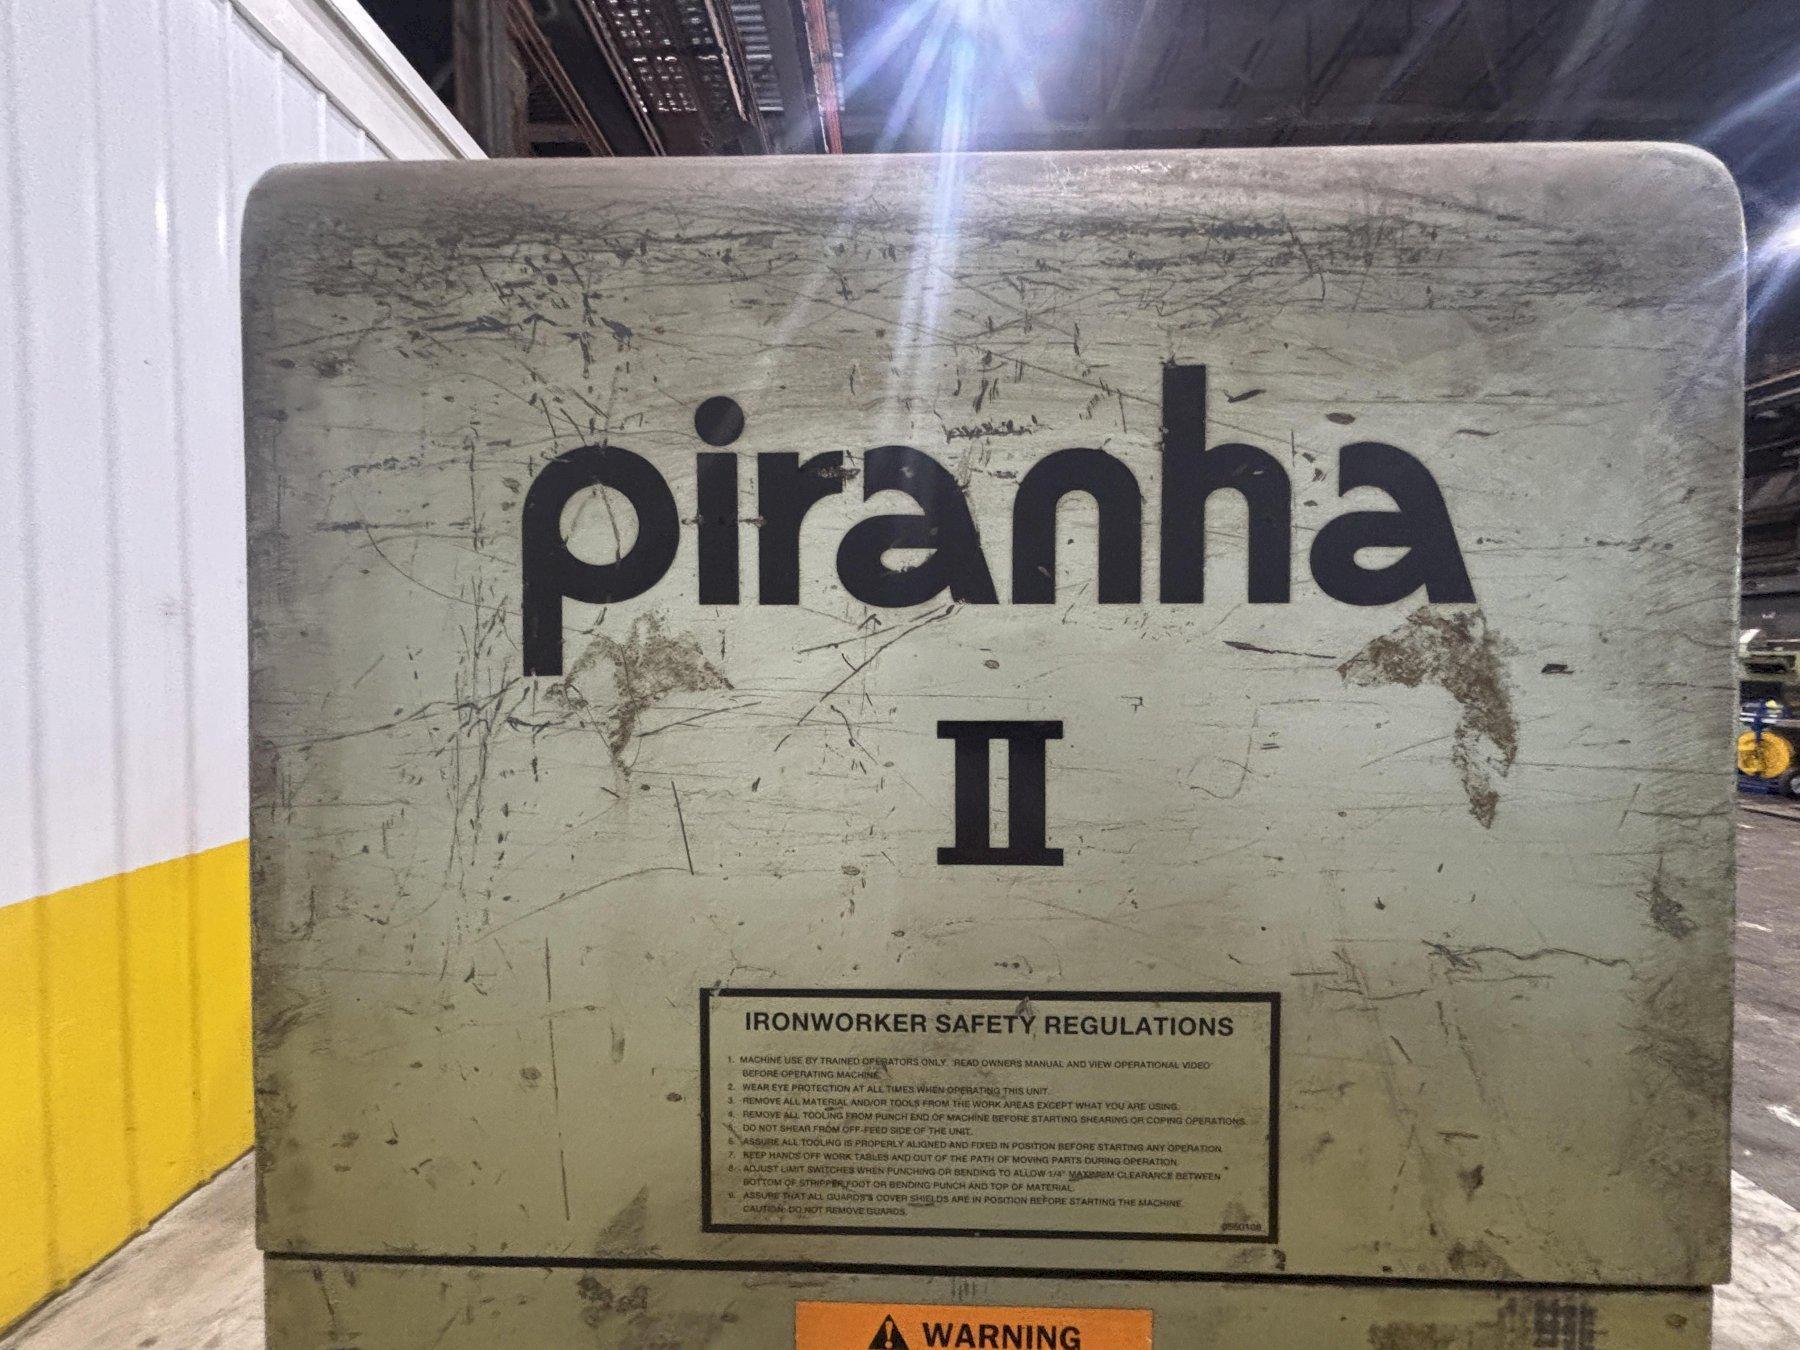 piranha
II
IRONWORKER SAFETY REGULATIONS
1. MACHINE USE BY TRAINED OPERATORS ONLY. READ OWNERS MANUAL AND VIEW OPERATIONAL VIDEO
BEFORE OPERATING MACHINE.
2. WEAR EYE PROTECTION AT ALL TIMES WHEN OPERATING THIS UNIT.
3. REMOVE ALL MATERIAL AND/OR TOOLS FROM THE WORK AREAS EXCEPT WHAT YOU ARE USING.
4. REMOVE ALL TOOLING FROM PUNCH END OF MACHINE BEFORE STARTING SHEARING OR COPING OPERATIONS.
5. DO NOT SHEAR FROM OFF-FEED SIDE OF THE UNIT.
6. ASSURE ALL TOOLING IS PROPERLY ALIGNED AND FIXED IN POSITION BEFORE STARTING ANY OPERATION.
7. KEEP HANDS OFF WORK TABLES AND OUT OF THE PATH OF MOVING PARTS DURING OPERATION.
8. ADJUST LIMIT SWITCHES WHEN PUNCHING OR BENDING TO ALLOW 1/4" MAXIMUM CLEARANCE BETWEEN
BOTTOM OF STRIPPER FOOT OR BENDING PUNCH AND TOP OF MATERIAL.
9. ASSURE THAT ALL GUARDS'S COVER SHIELDS ARE IN POSITION BEFORE STARTING THE MACHINE.
CAUTION: DO NOT REMOVE GUARDS.
0560108
WARNING